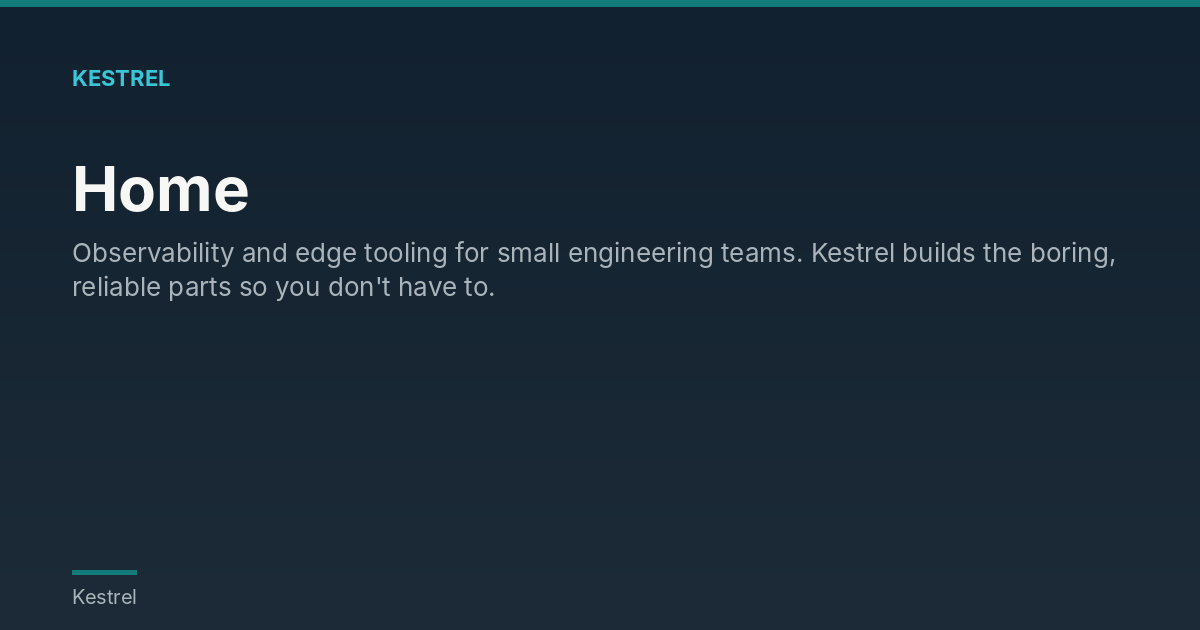 KESTREL
Home
Observability and edge tooling for small engineering teams. Kestrel builds the boring,
reliable parts so you don't have to.
Kestrel